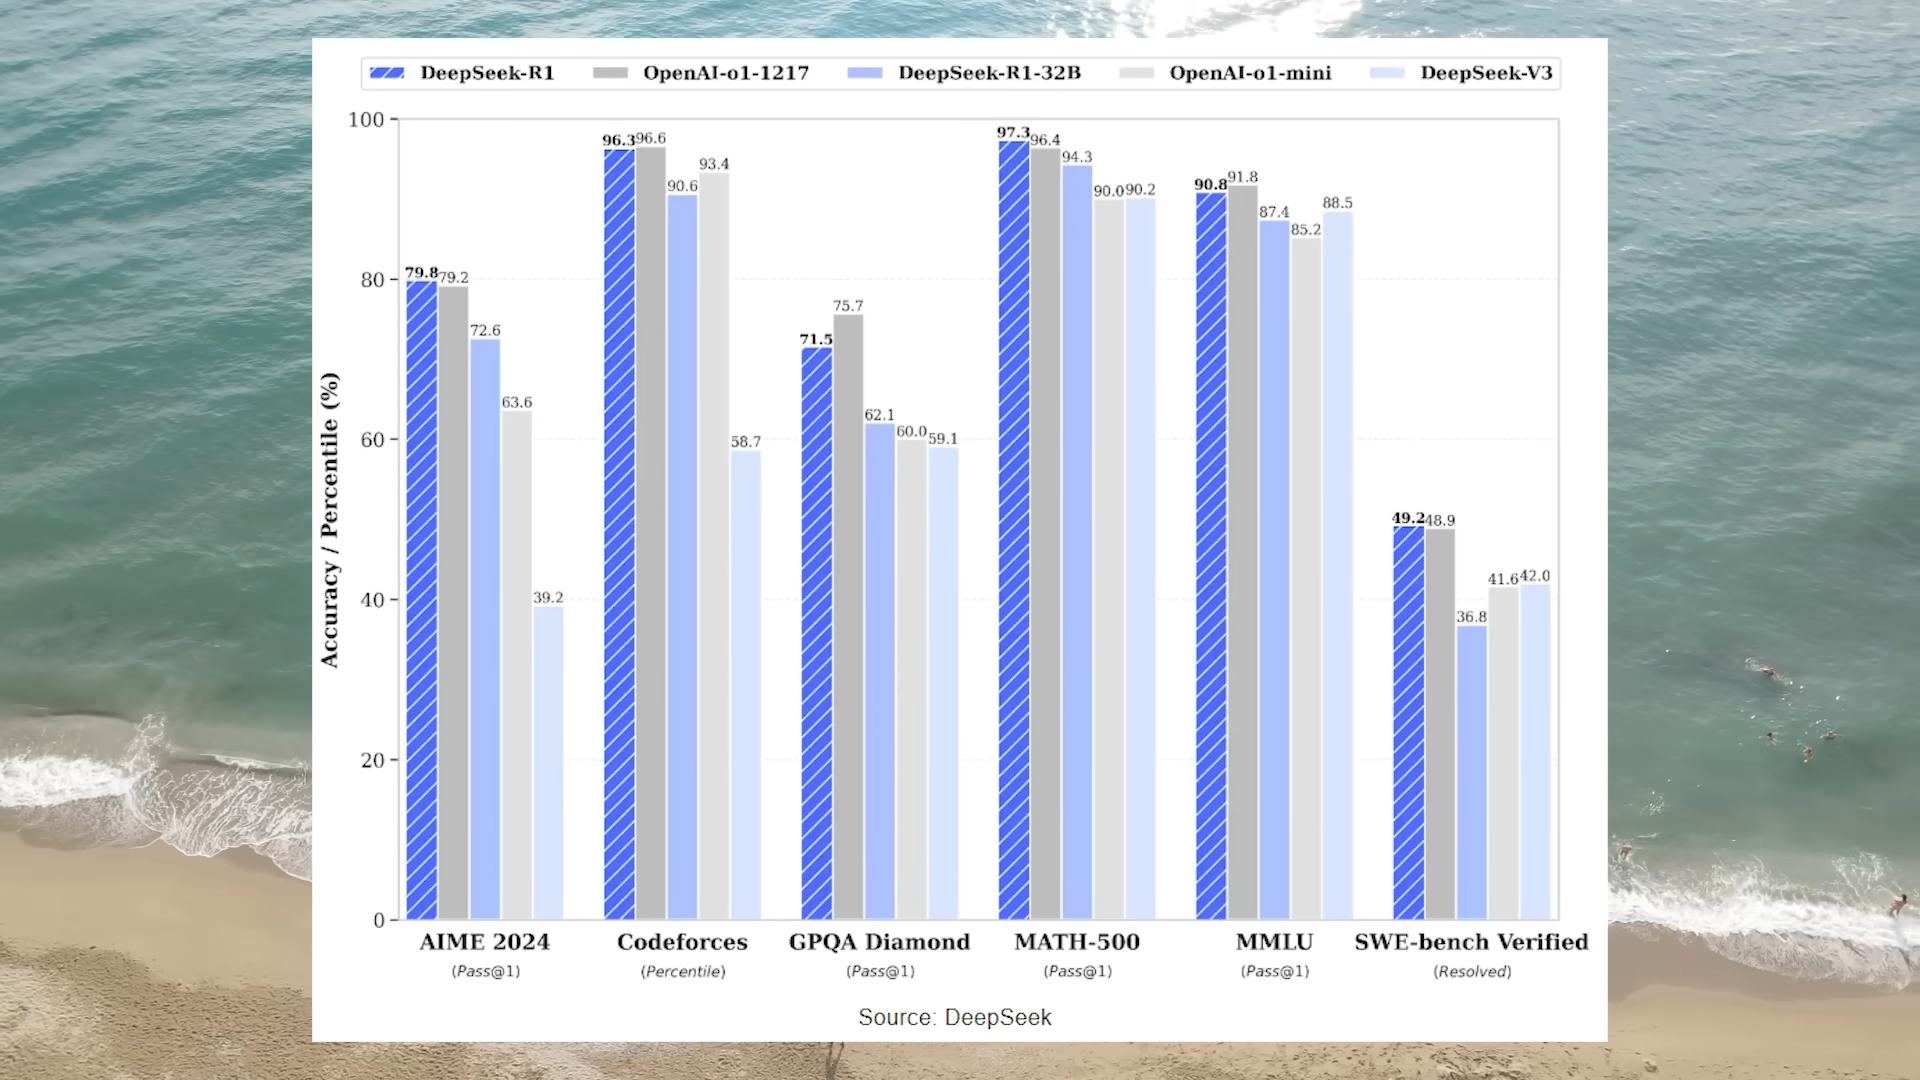 DeepSeek-R1 OpenAI-o1-1217 DeepSeek-R1-32B OpenAI-o1-mini DeepSeek-V3
Accuracy / Percentile (%)
100
80
60
40
20
0
79.8 79.2 72.6 63.6 39.2
96.3 96.6 90.6 93.4 58.7
71.5 75.7 62.1 60.0 59.1
97.3 96.4 94.3 90.0 90.2
90.8 91.8 87.4 85.2 88.5
49.2 48.9 36.8 41.6 42.0
AIME 2024 Codeforces GPQA Diamond MATH-500 MMLU SWE-bench Verified
(Pass@1) (Percentile) (Pass@1) (Pass@1) (Pass@1) (Resolved)
Source: DeepSeek